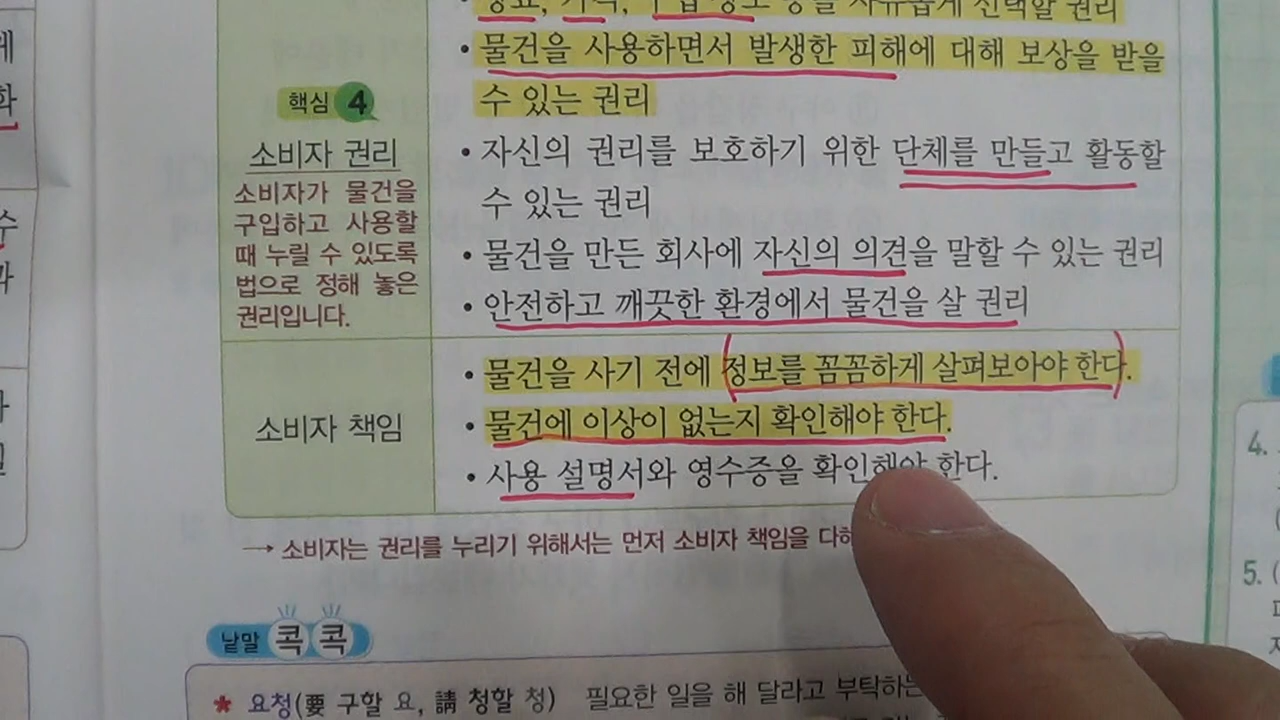 자유롭게 선택할 권리
• 물건을 사용하면서 발생한 피해에 대해 보상을 받을
수 있는 권리
핵심 4
소비자 권리
소비자가 물건을
구입하고 사용할
때 누릴 수 있도록
법으로 정해 놓은
권리입니다.
• 자신의 권리를 보호하기 위한 단체를 만들고 활동할
수 있는 권리
• 물건을 만든 회사에 자신의 의견을 말할 수 있는 권리
• 안전하고 깨끗한 환경에서 물건을 살 권리
소비자 책임
• 물건을 사기 전에 정보를 꼼꼼하게 살펴보아야 한다.
• 물건에 이상이 없는지 확인해야 한다.
• 사용 설명서와 영수증을 확인해야 한다.
→ 소비자는 권리를 누리기 위해서는 먼저 소비자 책임을
낱말 콕콕
* 요청(要 구할 요, 請 청할 청) 필요한 일을 해 달라고 부탁하는
4.
5. (